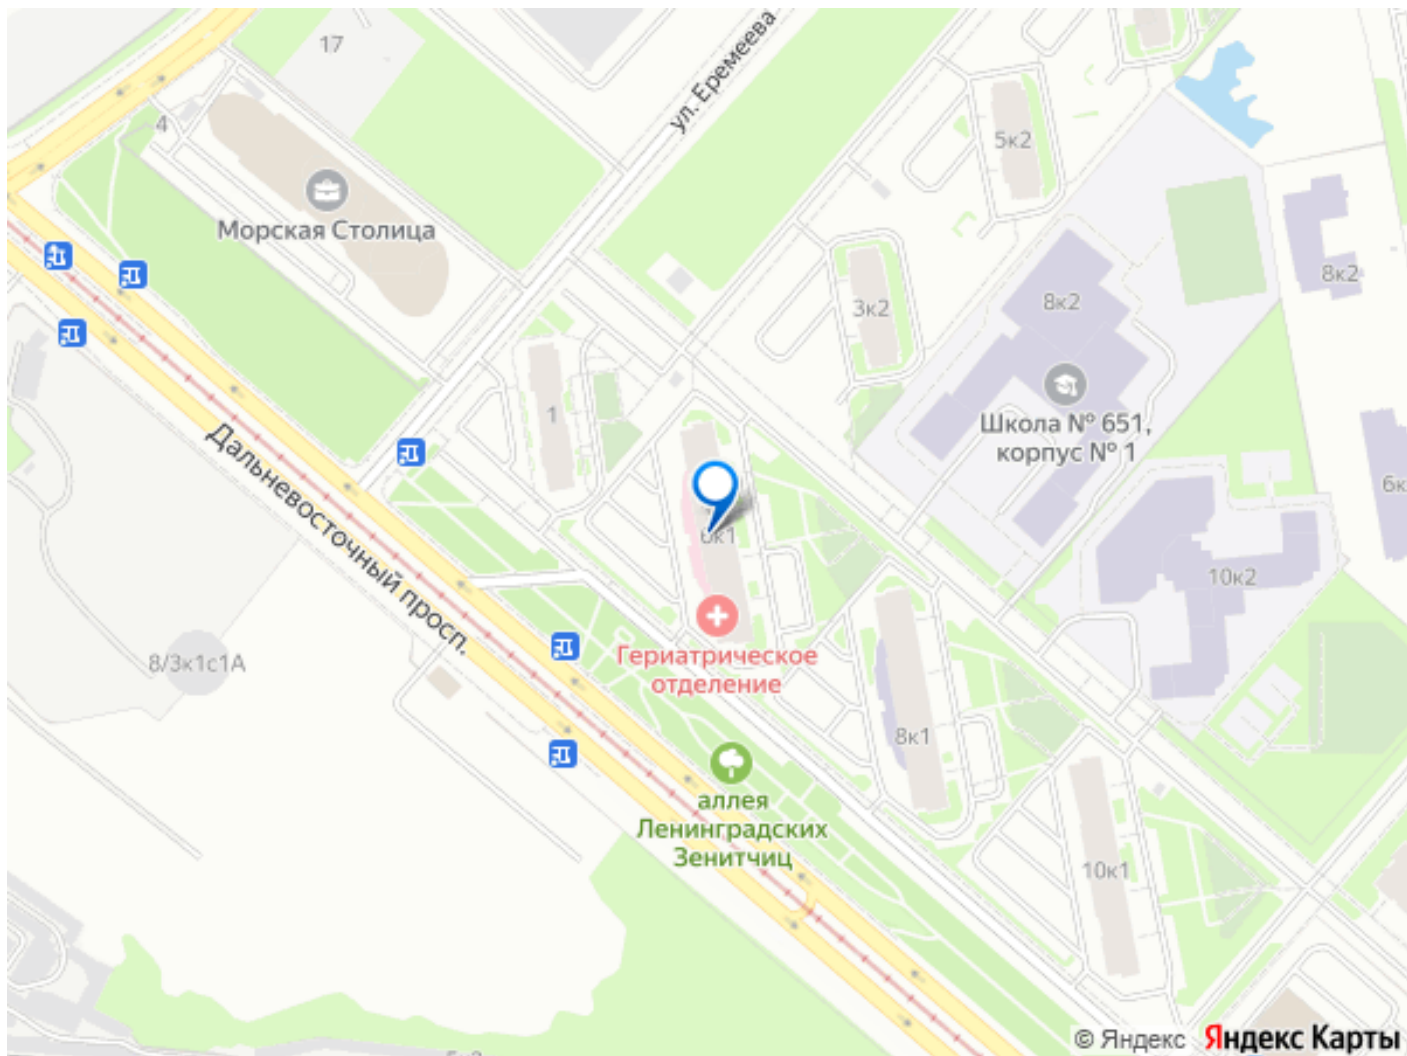 17
ул. Еремеева
4
5к2
Морская Столица
8к2
3к2
8к2
1
Школа № 651,
корпус № 1
6к
6к1
Дальневосточный просп.
10к2
8/3к1с1А
Гериатрическое
отделение
8к1
аллея
Ленинградских
Зенитчиц
10к1
© Яндекс Яндекс Карты